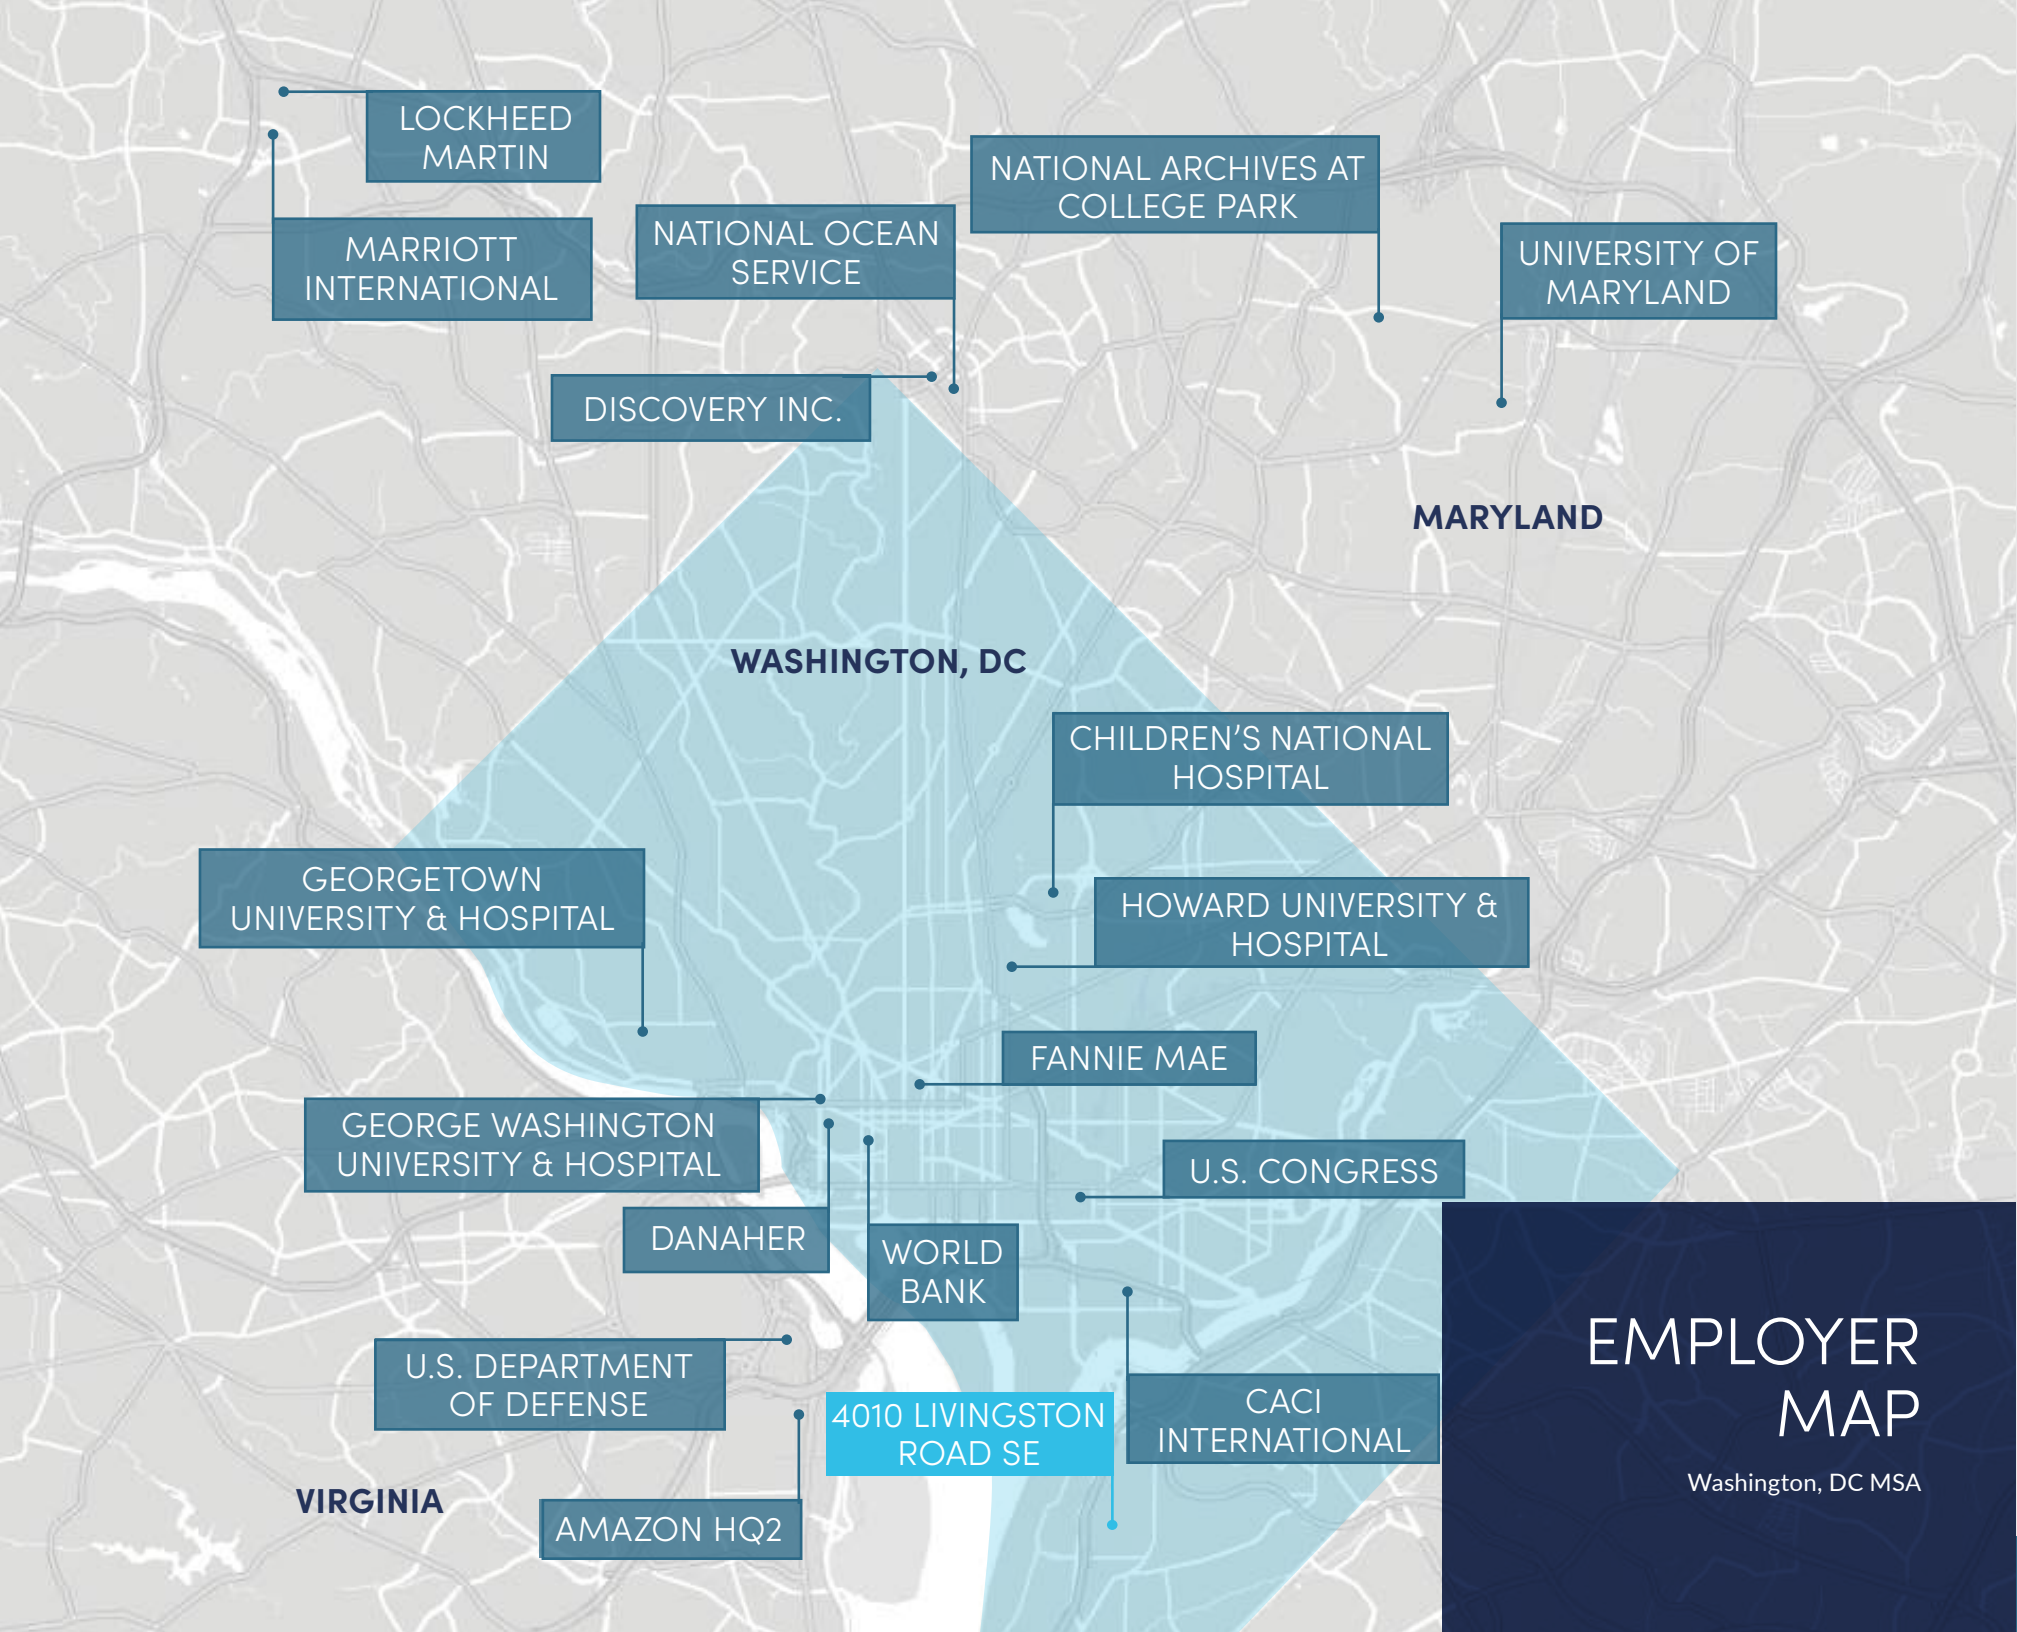 LOCKHEED
MARTIN
MARRIOTT
INTERNATIONAL
NATIONAL OCEAN
SERVICE
NATIONAL ARCHIVES AT
COLLEGE PARK
UNIVERSITY OF
MARYLAND
DISCOVERY INC.
MARYLAND
WASHINGTON, DC
CHILDREN’S NATIONAL
HOSPITAL
GEORGETOWN
UNIVERSITY & HOSPITAL
HOWARD UNIVERSITY &
HOSPITAL
FANNIE MAE
GEORGE WASHINGTON
UNIVERSITY & HOSPITAL
U.S. CONGRESS
DANAHER
WORLD
BANK
U.S. DEPARTMENT
OF DEFENSE
4010 LIVINGSTON
ROAD SE
CACI
INTERNATIONAL
VIRGINIA
AMAZON HQ2
EMPLOYER
MAP
Washington, DC MSA